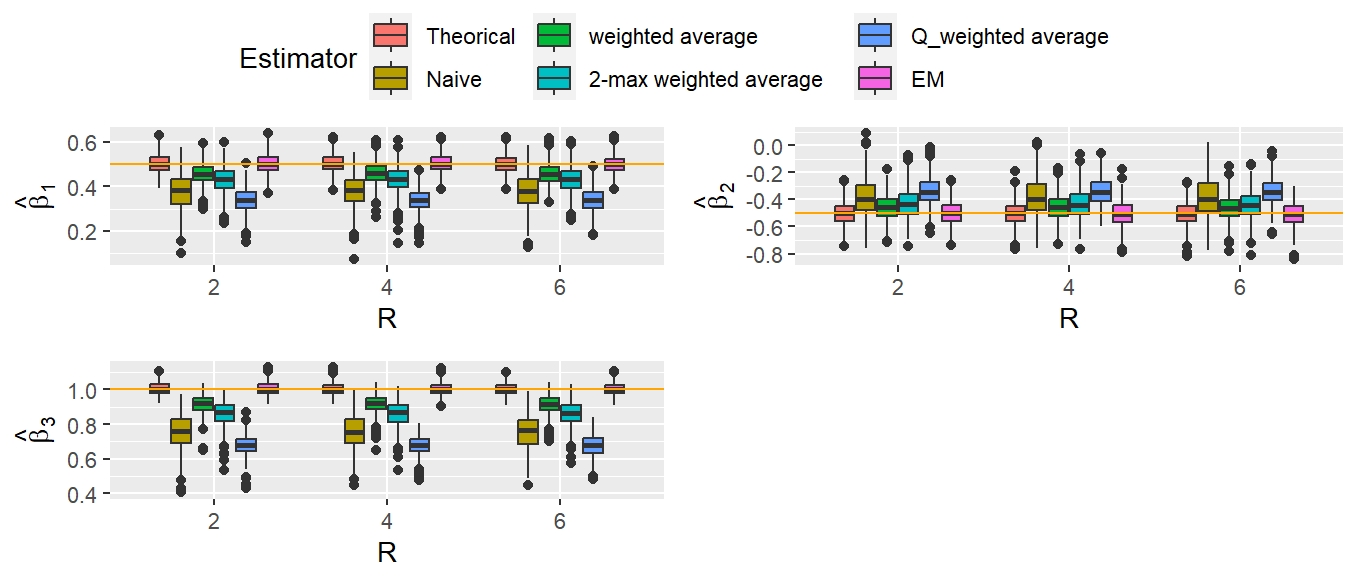 Estimator
Theorical
weighted average
Q_weighted average
Naive
2-max weighted average
EM
0.6
0.4
0.2
β̂1
2 4 6
R
0.0
-0.2
-0.4
-0.6
-0.8
β̂2
2 4 6
R
1.0
0.8
0.6
0.4
β̂3
2 4 6
R